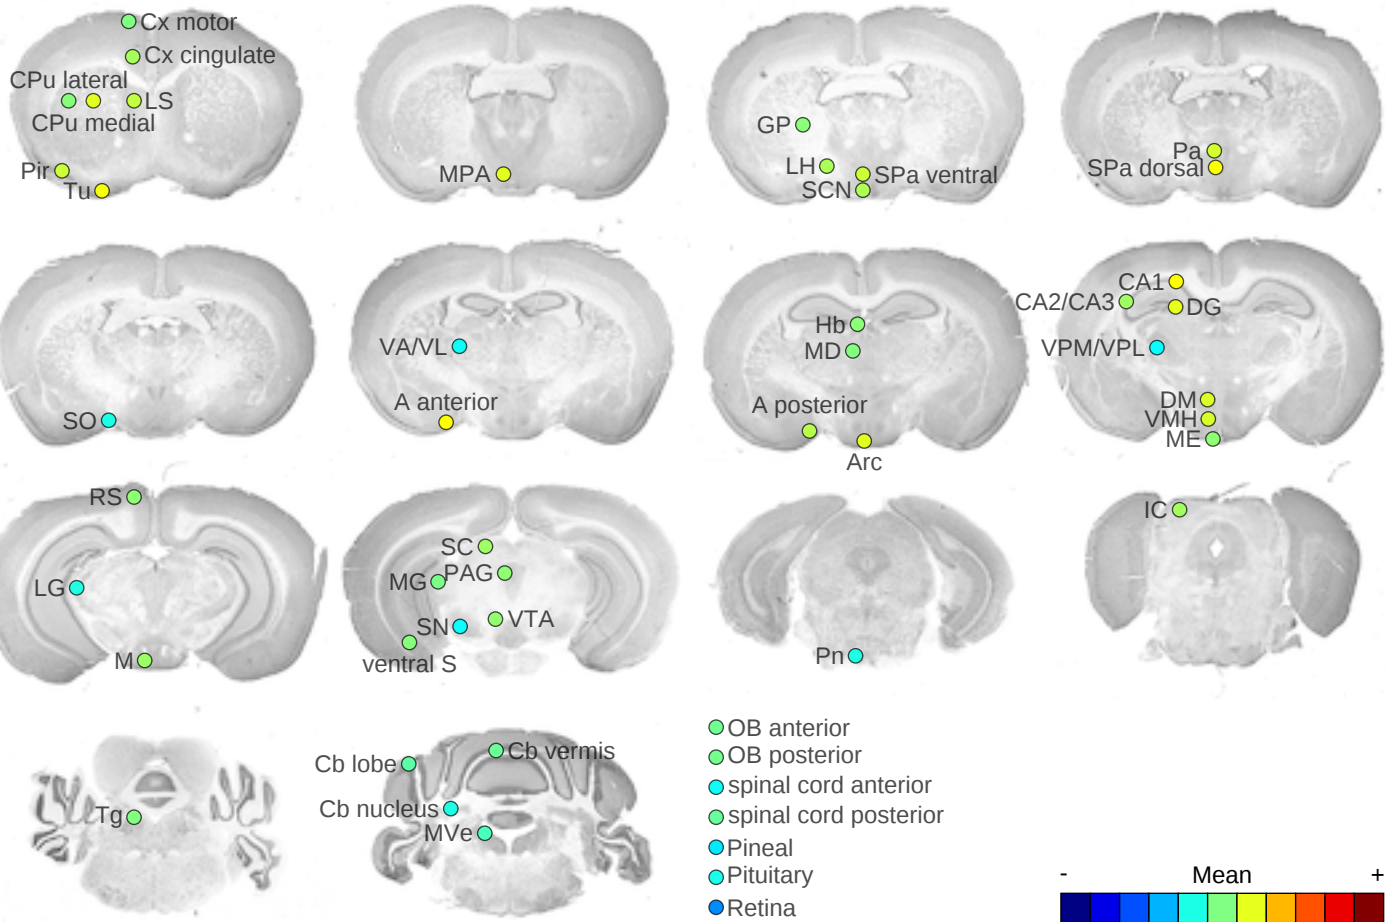 Cx motor
Cx cingulate
CPu lateral
LS
CPu medial
Pir
Tu
MPA
GP
LH
SPa ventral
SCN
Pa
SPa dorsal
SO
VA/VL
A anterior
Hb
MD
A posterior
Arc
CA1
CA2/CA3
DG
VPM/VPL
DM
VMH
ME
RS
LG
M
SC
MG
PAG
SN
VTA
ventral S
Pn
IC
Tg
Cb lobe
Cb vermis
Cb nucleus
MVe
OB anterior
OB posterior
spinal cord anterior
spinal cord posterior
Pineal
Pituitary
Retina
- Mean +